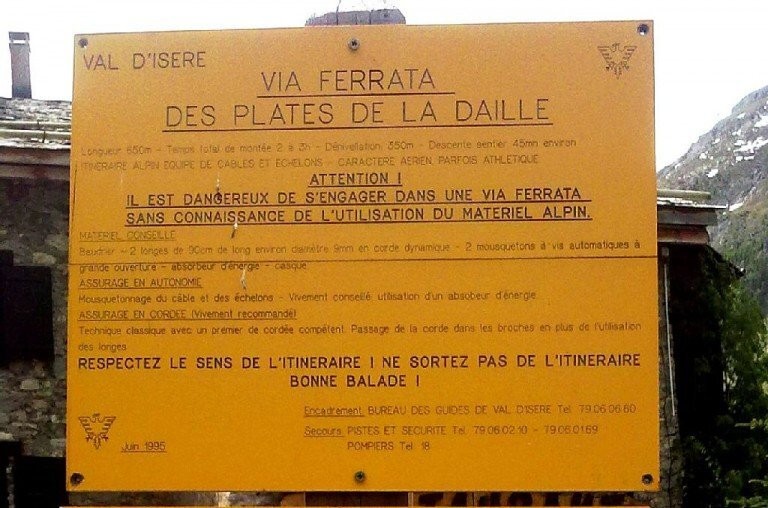 VAL D'ISERE
VIA FERRATA
DES PLATES DE LA DAILLE
Longueur 650m - Temps total de montée 2 à 3h - Dénivellation 350m - Descente sentier 45mn environ
ITINERAIRE ALPIN EQUIPE DE CABLES ET ECHELONS - CARACTERE AERIEN, PARFOIS ATHLETIQUE
ATTENTION !
IL EST DANGEREUX DE S'ENGAGER DANS UNE VIA FERRATA
SANS CONNAISSANCE DE L'UTILISATION DU MATERIEL ALPIN.
MATERIEL CONSEILLE
Baudrier - 2 longes de 90cm de long environ diamètre 9mm en corde dynamique - 2 mousquetons à vis automatiques à
grande ouverture - absorbeur d'énergie - casque
ASSURAGE EN AUTONOMIE
Mousquetonnage du câble et des échelons - Vivement conseillé utilisation d'un absobeur d'énergie
ASSURAGE EN CORDEE (Vivement recommandé)
Technique classique avec un premier de cordée compétent. Passage de la corde dans les broches en plus de l'utilisation
des longes
RESPECTEZ LE SENS DE L'ITINERAIRE ! NE SORTEZ PAS DE L'ITINERAIRE
BONNE BALADE !
Encadrement BUREAU DES GUIDES DE VAL D'ISERE Tel 79.06.06.60
Secours PISTES ET SECURITE Tel. 79.06.02.10 - 79.06.01.69
Juin 1995
POMPIERS Tel 18